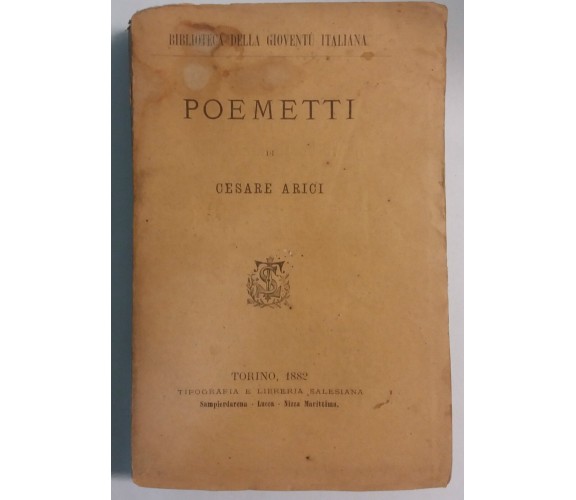 BIBLIOTECA DELLA GIOVENTÙ ITALIANA
POEMETTI
DI
CESARE ARICI
TORINO, 1882
TIPOGRAFIA E LIBRERIA SALESIANA
Sampierdarena - Lucca - Nizza Marittima.